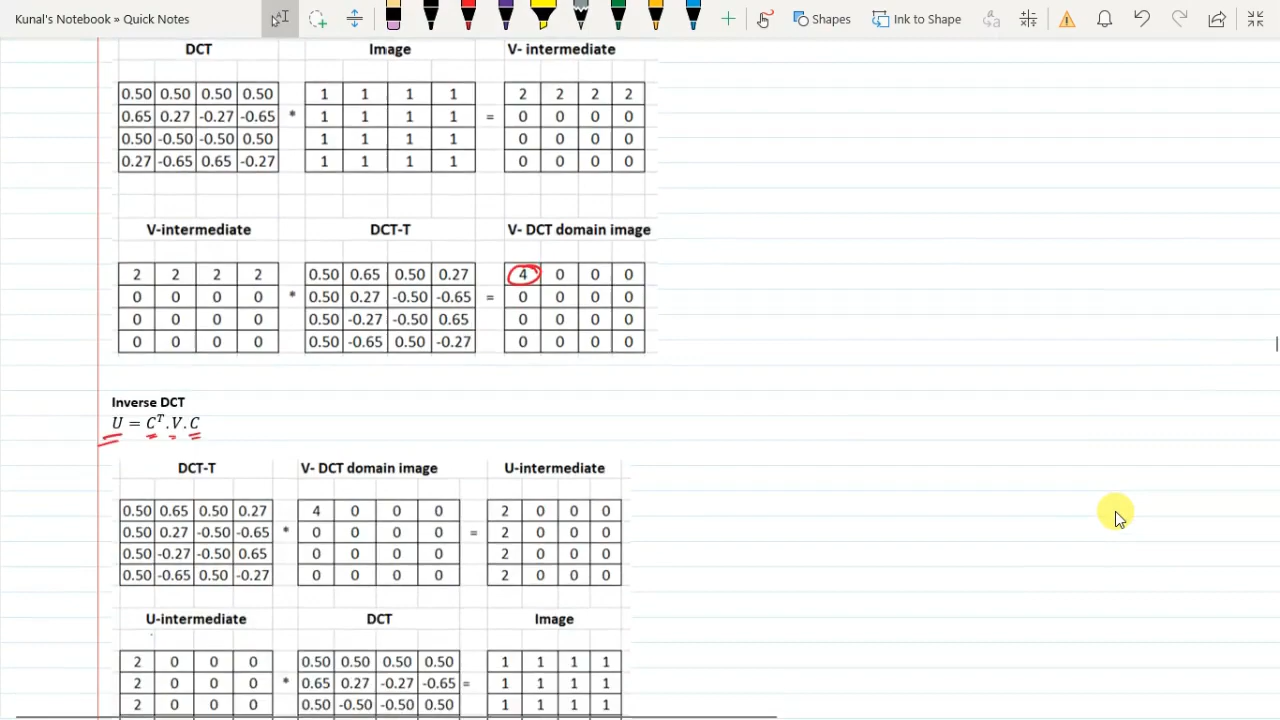 Kunal's Notebook » Quick Notes
Shapes
Ink to Shape
DCT Image V- intermediate
0.50 0.50 0.50 0.50 1 1 1 1 2 2 2 2
0.65 0.27 -0.27 -0.65 * 1 1 1 1 = 0 0 0 0
0.50 -0.50 -0.50 0.50 1 1 1 1 0 0 0 0
0.27 -0.65 0.65 -0.27 1 1 1 1 0 0 0 0
V-intermediate DCT-T V- DCT domain image
2 2 2 2 0.50 0.65 0.50 0.27 4 0 0 0
0 0 0 0 * 0.50 0.27 -0.50 -0.65 = 0 0 0 0
0 0 0 0 0.50 -0.27 -0.50 0.65 0 0 0 0
0 0 0 0 0.50 -0.65 0.50 -0.27 0 0 0 0
Inverse DCT
U = C^T.V.C
DCT-T V- DCT domain image U-intermediate
0.50 0.65 0.50 0.27 4 0 0 0 2 0 0 0
0.50 0.27 -0.50 -0.65 * 0 0 0 0 = 2 0 0 0
0.50 -0.27 -0.50 0.65 0 0 0 0 2 0 0 0
0.50 -0.65 0.50 -0.27 0 0 0 0 2 0 0 0
U-intermediate DCT Image
2 0 0 0 0.50 0.50 0.50 0.50 1 1 1 1
2 0 0 0 * 0.65 0.27 -0.27 -0.65 = 1 1 1 1
2 0 0 0 0.50 -0.50 -0.50 0.50 1 1 1 1